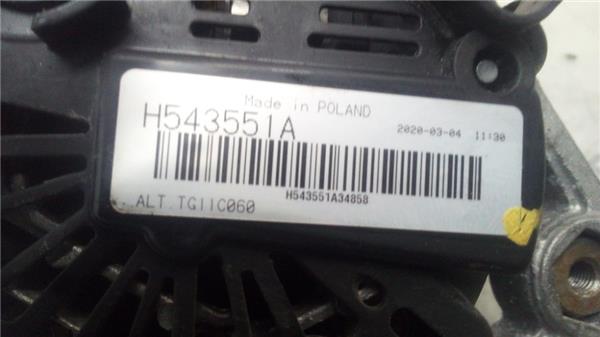 Made in POLAND
H543551A
2020-03-04 11:30
H543551A34858
ALT.TG11C060